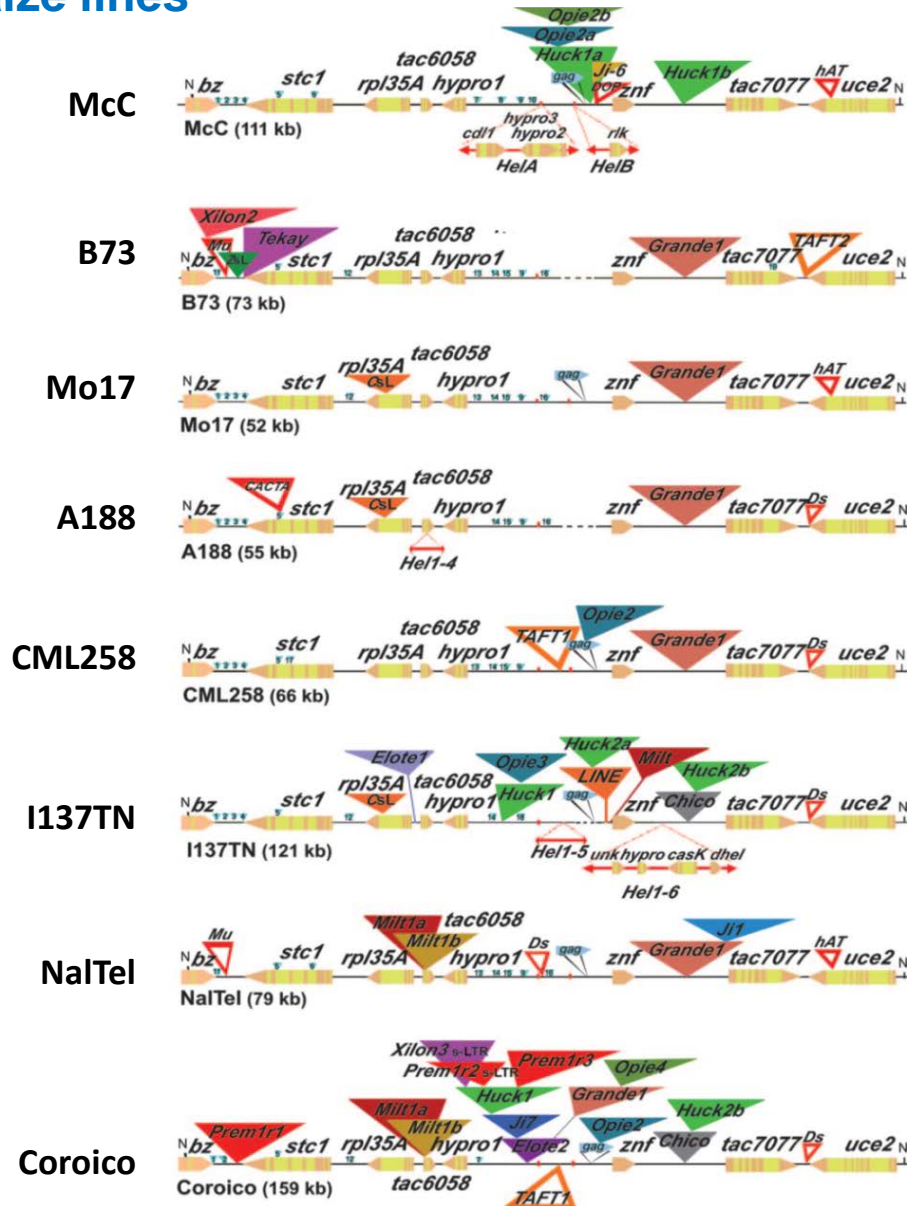 aize lines
McC
Opie2b
Opie2a
Huck1a
gag
Ji-6
Huck1b
N bz stc1 rpl35A tac6058 hypro1 znf tac7077 hAT uce2 N
McC (111 kb)
hypro3
cdl1 hypro2 rlk
HelA HelB
B73
Xilon2
Mu
ZsL
Tekay
Grande1
TAFT2
N bz stc1 rpl35A tac6058 hypro1 znf tac7077 uce2 N
B73 (73 kb)
Mo17
N bz stc1 rpl35A CsL tac6058 hypro1 gag znf Grande1 tac7077 hAT uce2 N
Mo17 (52 kb)
A188
N bz CACTA stc1 rpl35A CsL tac6058 hypro1 znf Grande1 tac7077 Ds uce2 N
A188 (55 kb)
Hel1-4
CML258
N bz stc1 rpl35A tac6058 hypro1 TAFT1 gag Opie2 znf Grande1 tac7077 Ds uce2 N
CML258 (66 kb)
I137TN
Elote1
Opie3
Huck1
Huck2a
LINE
Milt
Huck2b
N bz stc1 rpl35A CsL tac6058 hypro1 gag znf Chico tac7077 Ds uce2 N
I137TN (121 kb)
Hel1-5
unk hypro casK dhel
Hel1-6
NalTel
Milt1a
Milt1b
Ji1
N bz Mu stc1 rpl35A tac6058 hypro1 Ds gag znf Grande1 tac7077 hAT uce2 N
NalTel (79 kb)
Coroico
Xilon3 s-LTR
Prem1r2 s-LTR
Prem1r3
Opie4
Huck1
Grande1
Milt1a
Milt1b
Ji7
Elote2
Opie2
Huck2b
N bz Prem1r1 stc1 rpl35A hypro1 gag znf Chico tac7077 Ds uce2 N
Coroico (159 kb)
tac6058
TAFT1